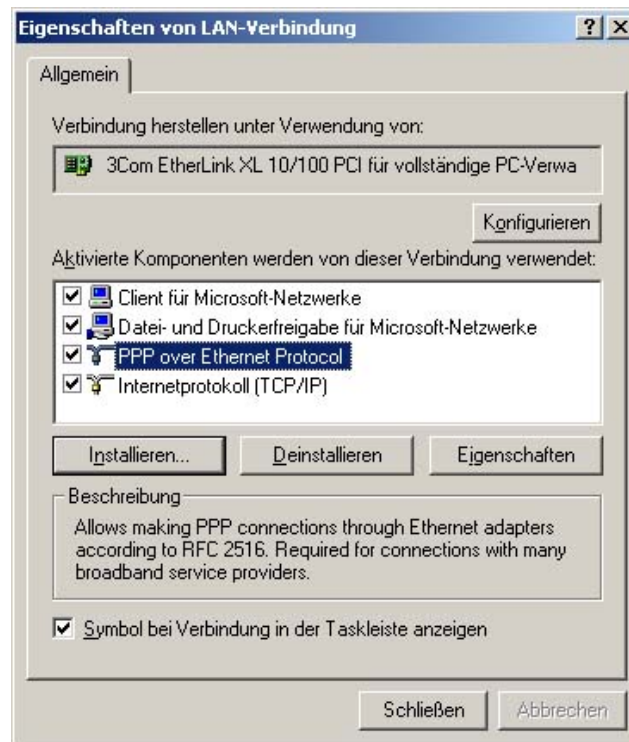 Eigenschaften von LAN-Verbindung
Allgemein
Verbindung herstellen unter Verwendung von:
3Com EtherLink XL 10/100 PCI für vollständige PC-Verwa
Konfigurieren
Aktivierte Komponenten werden von dieser Verbindung verwendet:
Client für Microsoft-Netzwerke
Datei- und Druckerfreigabe für Microsoft-Netzwerke
PPP over Ethernet Protocol
Internetprotokoll (TCP/IP)
Installieren... Deinstallieren Eigenschaften
Beschreibung
Allows making PPP connections through Ethernet adapters
according to RFC 2516. Required for connections with many
broadband service providers.
Symbol bei Verbindung in der Taskleiste anzeigen
Schließen Abbrechen